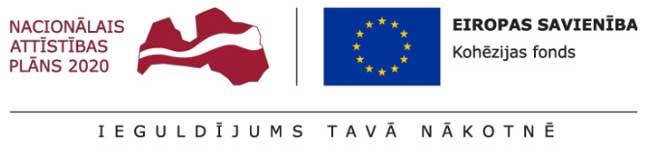 NACIONĀLAIS
ATTĪSTĪBAS
PLĀNS 2020
EIROPAS SAVIENĪBA
Kohēzijas fonds
IEGULDĪJUMS TAVĀ NĀKOTNĒ